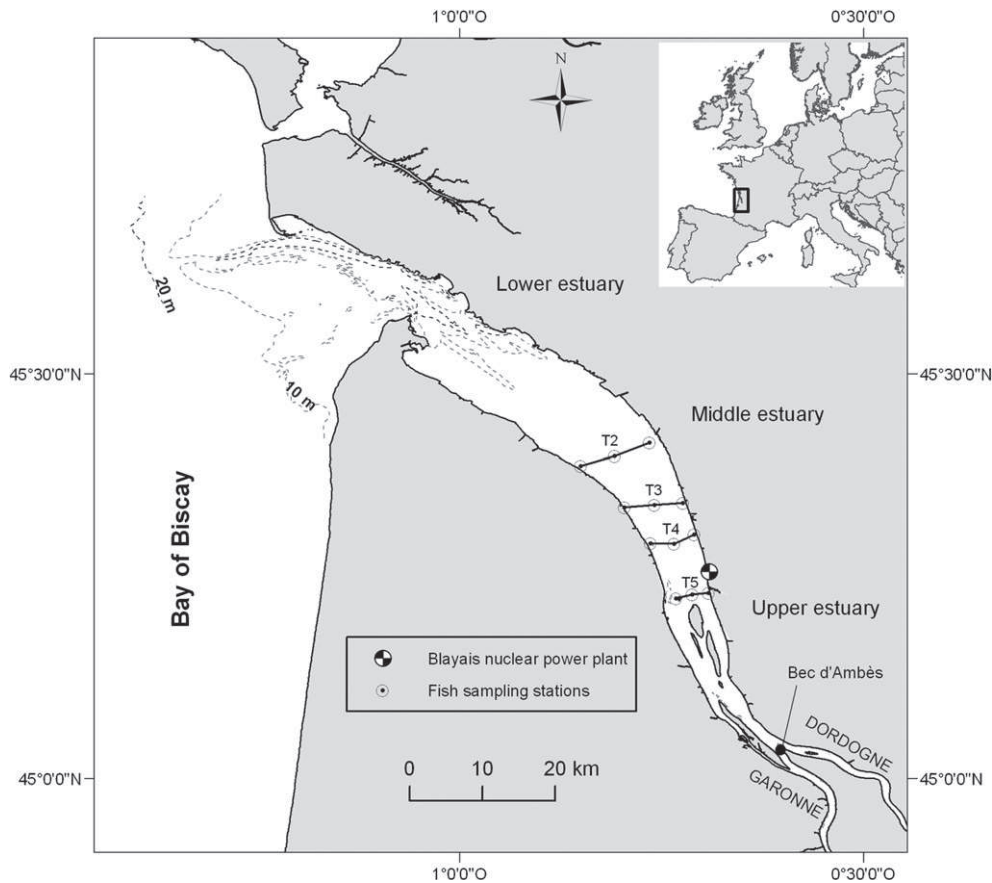 1°0'0"O
0°30'0"O
N
Lower estuary
20 m
10 m
45°30'0"N
45°30'0"N
Middle estuary
T2
T3
T4
T5
Bay of Biscay
Upper estuary
Blayais nuclear power plant
Fish sampling stations
Bec d'Ambès
DORDOGNE
GARONNE
0 10 20 km
45°0'0"N
45°0'0"N
1°0'0"O
0°30'0"O